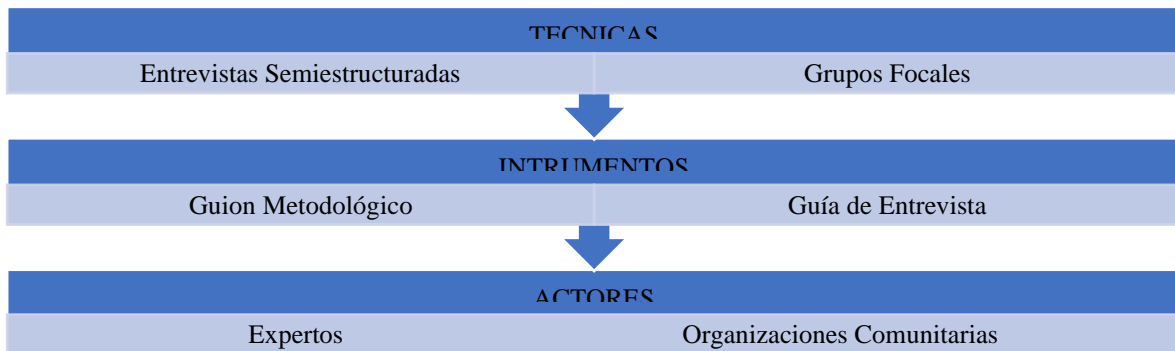 TECNICAS
Entrevistas Semiestructuradas Grupos Focales
INTRUMENTOS
Guion Metodológico Guía de Entrevista
ACTORES
Expertos Organizaciones Comunitarias